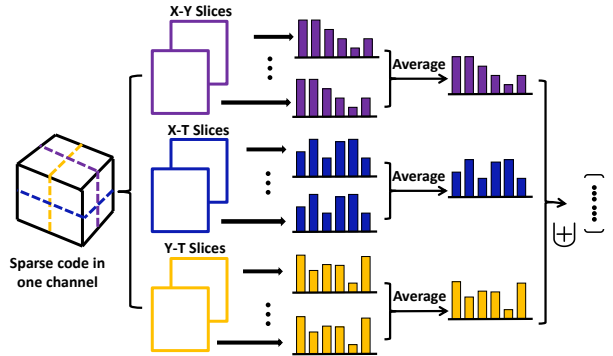 X-Y Slices
Average
X-T Slices
Average
Sparse code in
one channel
Y-T Slices
Average